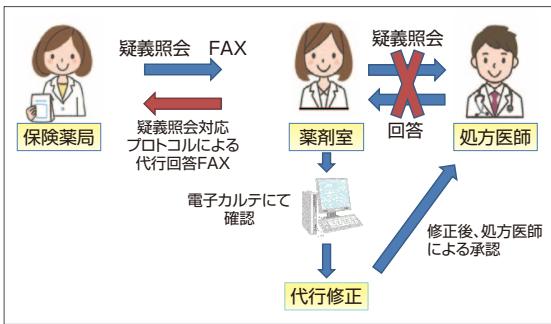 疑義照会 FAX
疑義照会
保険薬局
疑義照会対応
プロトコルによる
代行回答FAX
薬剤室
回答
処方医師
電子カルテにて
確認
修正後、処方医師
による承認
代行修正